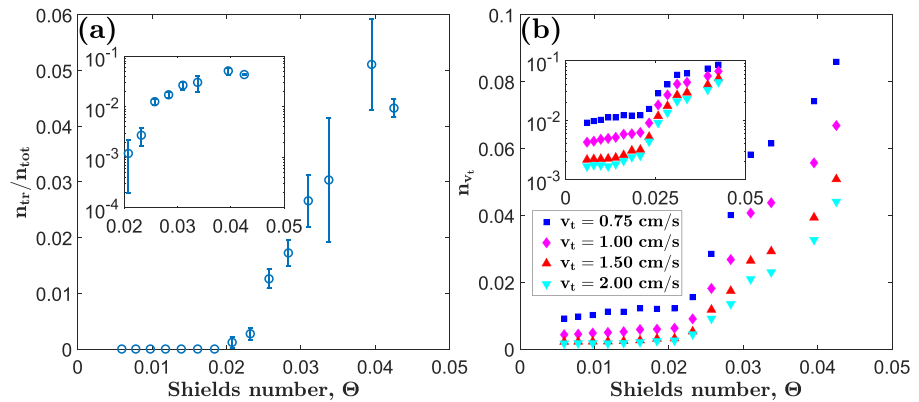 (a)
0.06
0.05
0.04
0.03
0.02
0.01
0
n_tr/n_tot
10^-1
10^-2
10^-3
10^-4
0.02 0.03 0.04 0.05
0 0.01 0.02 0.03 0.04 0.05
Shields number, Θ
(b)
0.1
0.08
0.06
0.04
0.02
0
n_v_t
10^-1
10^-2
10^-3
0 0.025 0.05
v_t = 0.75 cm/s
v_t = 1.00 cm/s
v_t = 1.50 cm/s
v_t = 2.00 cm/s
0 0.01 0.02 0.03 0.04 0.05
Shields number, Θ